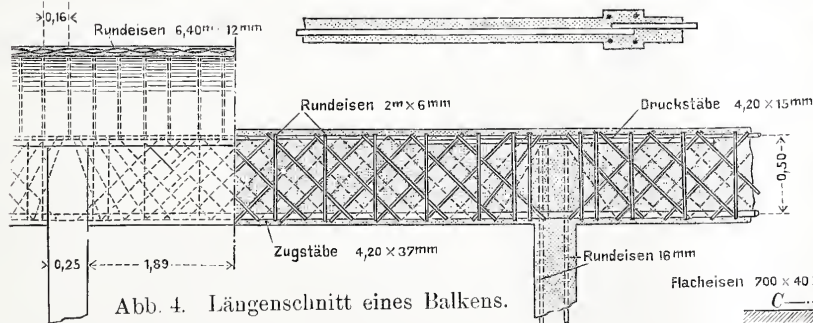 0,16
Rundeisen 6,40m · 12mm
Rundeisen 2m×6mm
Druckstäbe 4,20×15mm
0,50
Zugstäbe 4,20×37mm
0,25
1,89
Rundeisen 16mm
Flacheisen 700×40
C
Abb. 4. Längenschnitt eines Balkens.